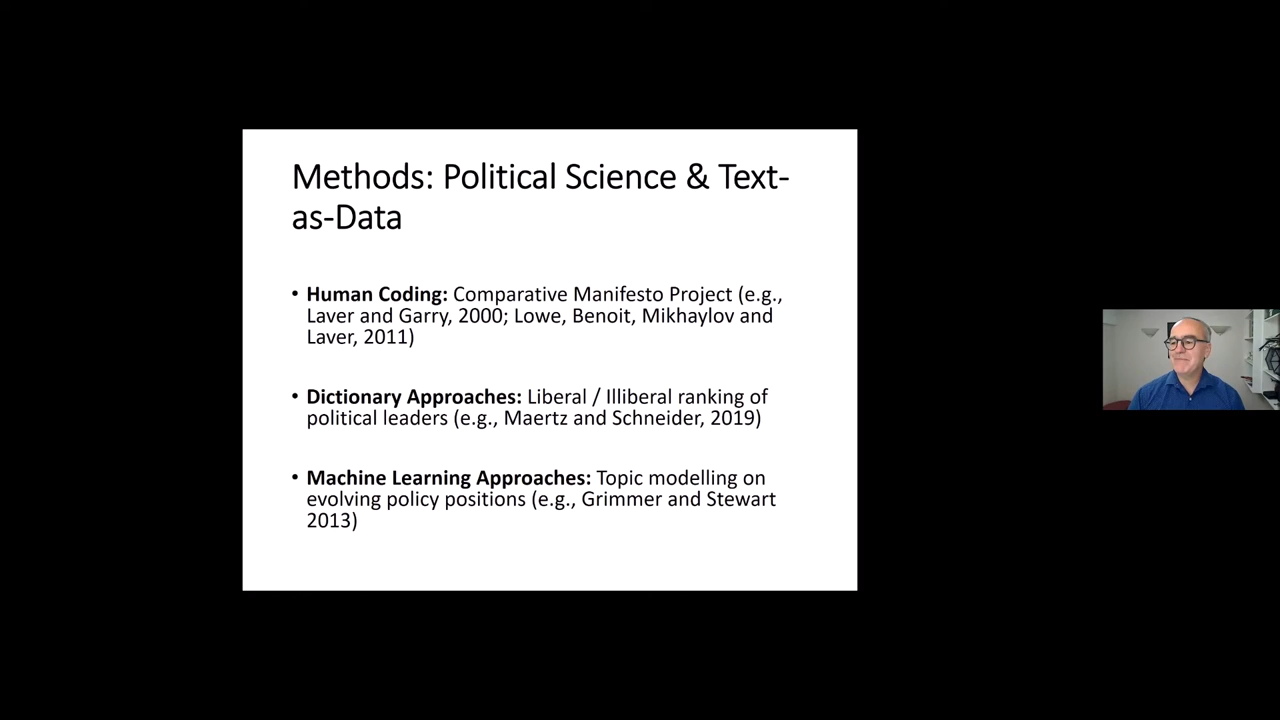 Methods: Political Science & Text-
as-Data
• Human Coding: Comparative Manifesto Project (e.g.,
Laver and Garry, 2000; Lowe, Benoit, Mikhaylov and
Laver, 2011)
• Dictionary Approaches: Liberal / Illiberal ranking of
political leaders (e.g., Maertz and Schneider, 2019)
• Machine Learning Approaches: Topic modelling on
evolving policy positions (e.g., Grimmer and Stewart
2013)